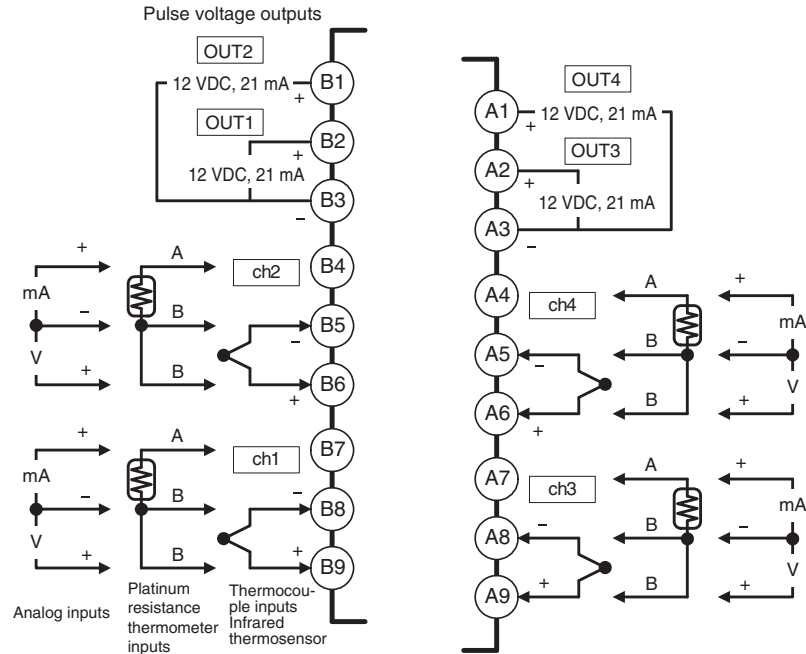 Pulse voltage outputs
OUT2
12 VDC, 21 mA
+
B1
OUT1
+
B2
12 VDC, 21 mA
B3
−
+
A
ch2
B4
mA
−
B
B5
−
V
+
B
B6
+
+
A
ch1
B7
mA
−
B
−
B8
V
+
B
+
B9
Analog inputs
Platinum
resistance
thermometer
inputs
Thermocou-
ple inputs
Infrared
thermosensor
OUT4
A1
12 VDC, 21 mA
+
OUT3
A2
+
12 VDC, 21 mA
A3
−
A4
ch4
A
+
mA
A5
−
B
−
V
A6
+
B
+
A7
ch3
A
+
mA
A8
−
B
−
V
A9
+
B
+